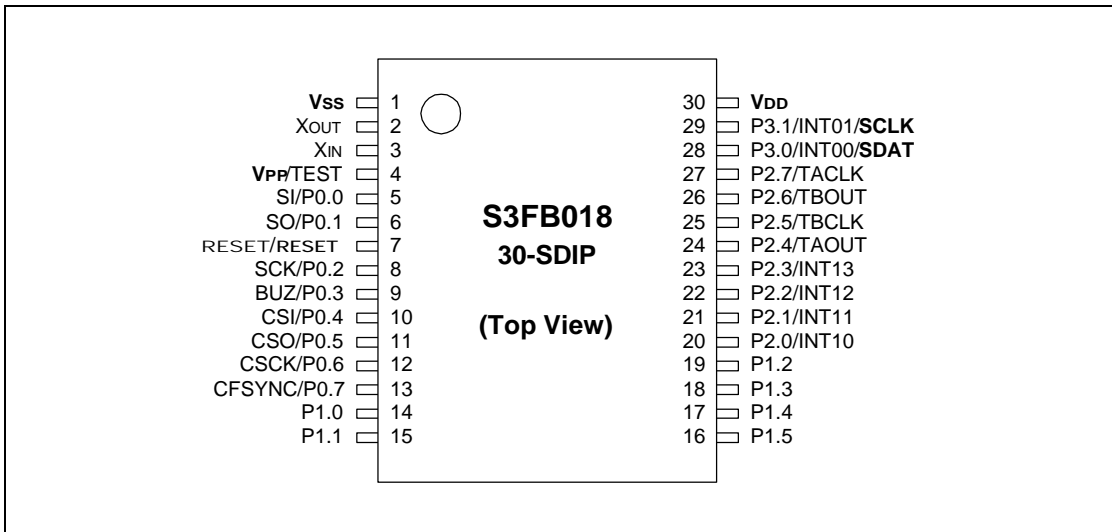 VSS 1
XOUT 2
XIN 3
VPP/TEST 4
SI/P0.0 5
SO/P0.1 6
RESET/RESET 7
SCK/P0.2 8
BUZ/P0.3 9
CSI/P0.4 10
CSO/P0.5 11
CSCK/P0.6 12
CFSYNC/P0.7 13
P1.0 14
P1.1 15
S3FB018
30-SDIP
(Top View)
30 VDD
29 P3.1/INT01/SCLK
28 P3.0/INT00/SDAT
27 P2.7/TACLK
26 P2.6/TBOUT
25 P2.5/TBCLK
24 P2.4/TAOUT
23 P2.3/INT13
22 P2.2/INT12
21 P2.1/INT11
20 P2.0/INT10
19 P1.2
18 P1.3
17 P1.4
16 P1.5